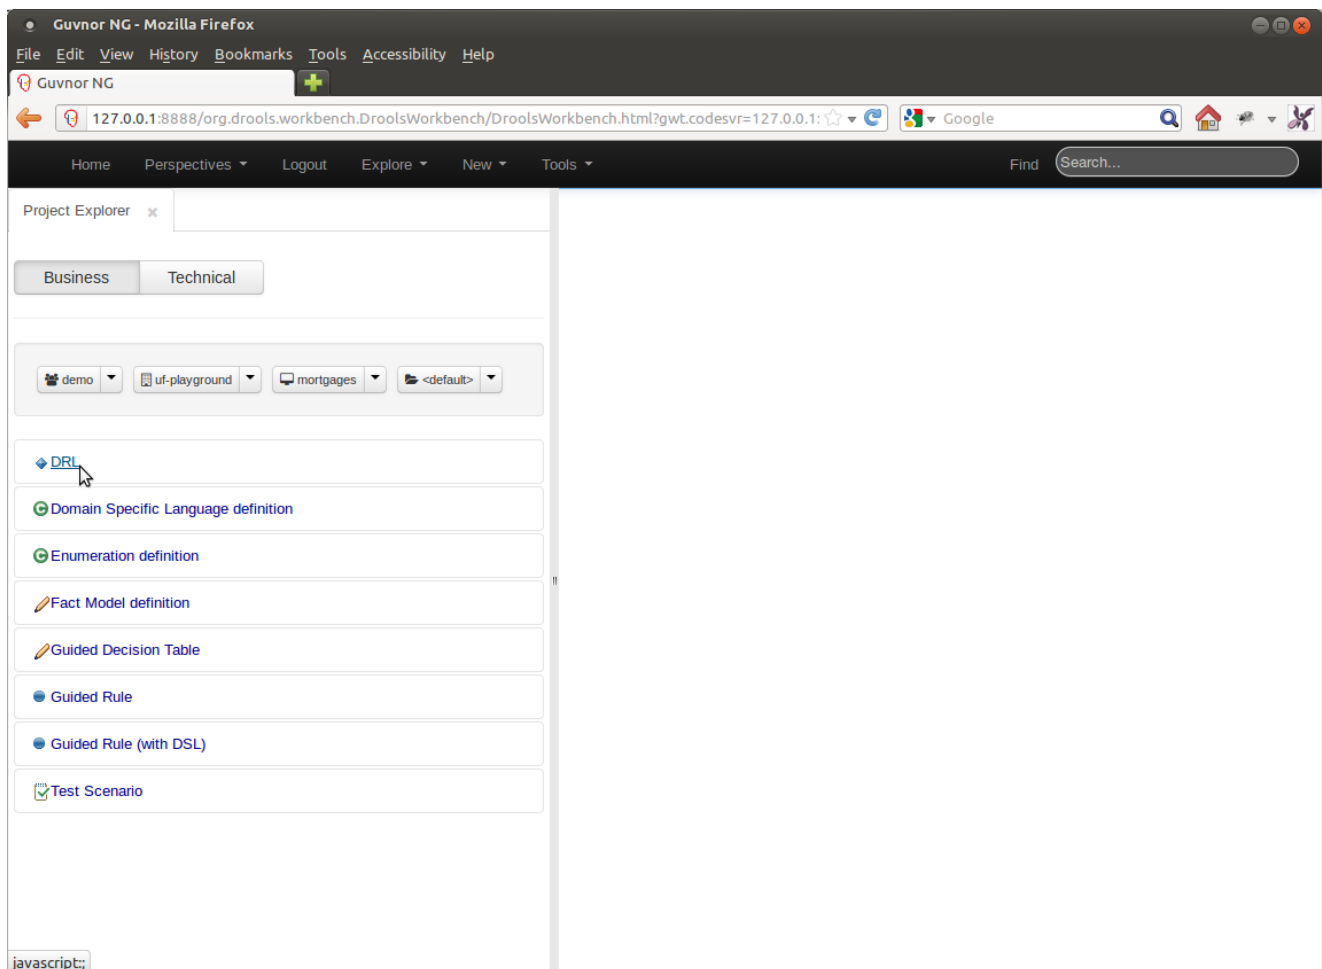 Guvnor NG - Mozilla Firefox
File Edit View History Bookmarks Tools Accessibility Help
Guvnor NG
127.0.0.1:8888/org.drools.workbench.DroolsWorkbench/DroolsWorkbench.html?gwt.codesvr=127.0.0.1: Google
Home Perspectives Logout Explore New Tools Find Search...
Project Explorer
Business Technical
demo uf-playground mortgages <default>
DRL
Domain Specific Language definition
Enumeration definition
Fact Model definition
Guided Decision Table
Guided Rule
Guided Rule (with DSL)
Test Scenario
javascript:;